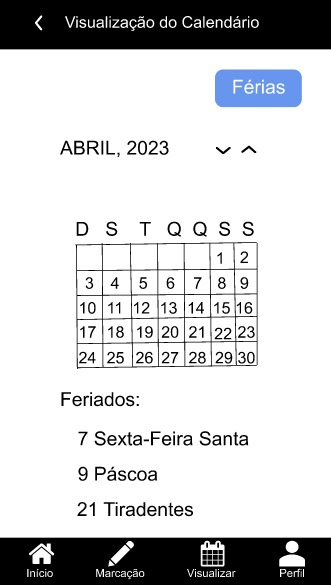 Visualização do Calendário
Férias
ABRIL, 2023
D S T Q Q S S
1 2
3 4 5 6 7 8 9
10 11 12 13 14 15 16
17 18 19 20 21 22 23
24 25 26 27 28 29 30
Feriados:
7 Sexta-Feira Santa
9 Páscoa
21 Tiradentes
Início Marcação Visualizar Perfil